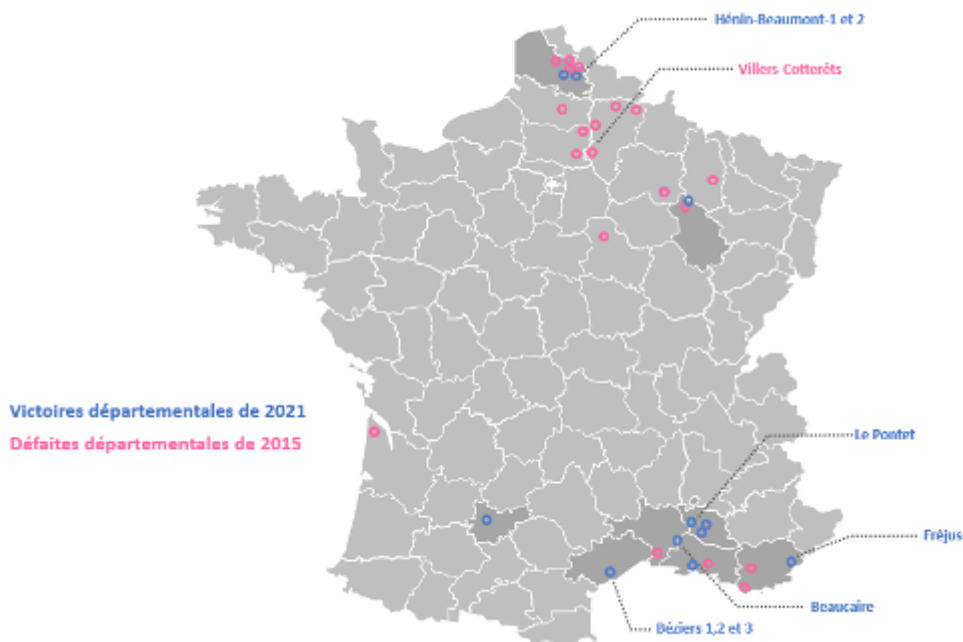 Hénin-Beaumont-1 et 2
Villers-Cotterêts
Victoires départementales de 2021
Défaites départementales de 2015
Le Pontet
Fréjus
Beaucaire
Béziers 1,2 et 3